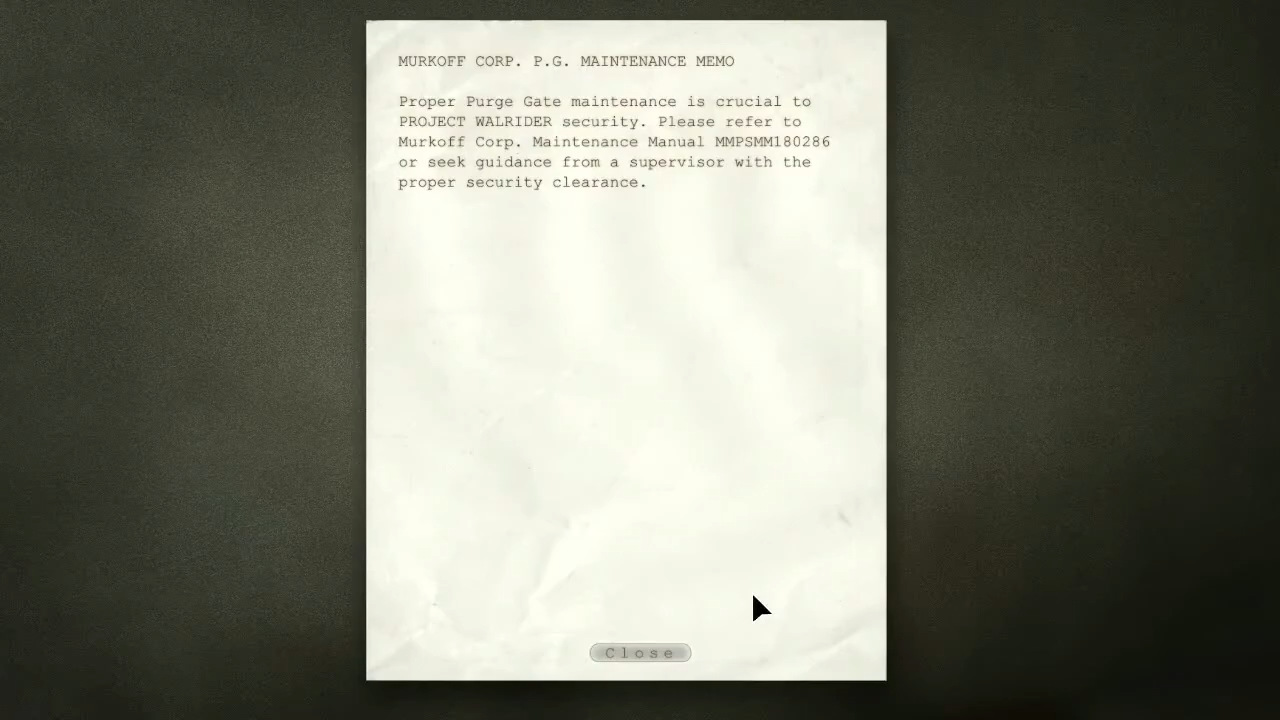 MURKOFF CORP. P.G. MAINTENANCE MEMO
Proper Purge Gate maintenance is crucial to
PROJECT WALRIDER security. Please refer to
Murkoff Corp. Maintenance Manual MMPSMM180286
or seek guidance from a supervisor with the
proper security clearance.
Close